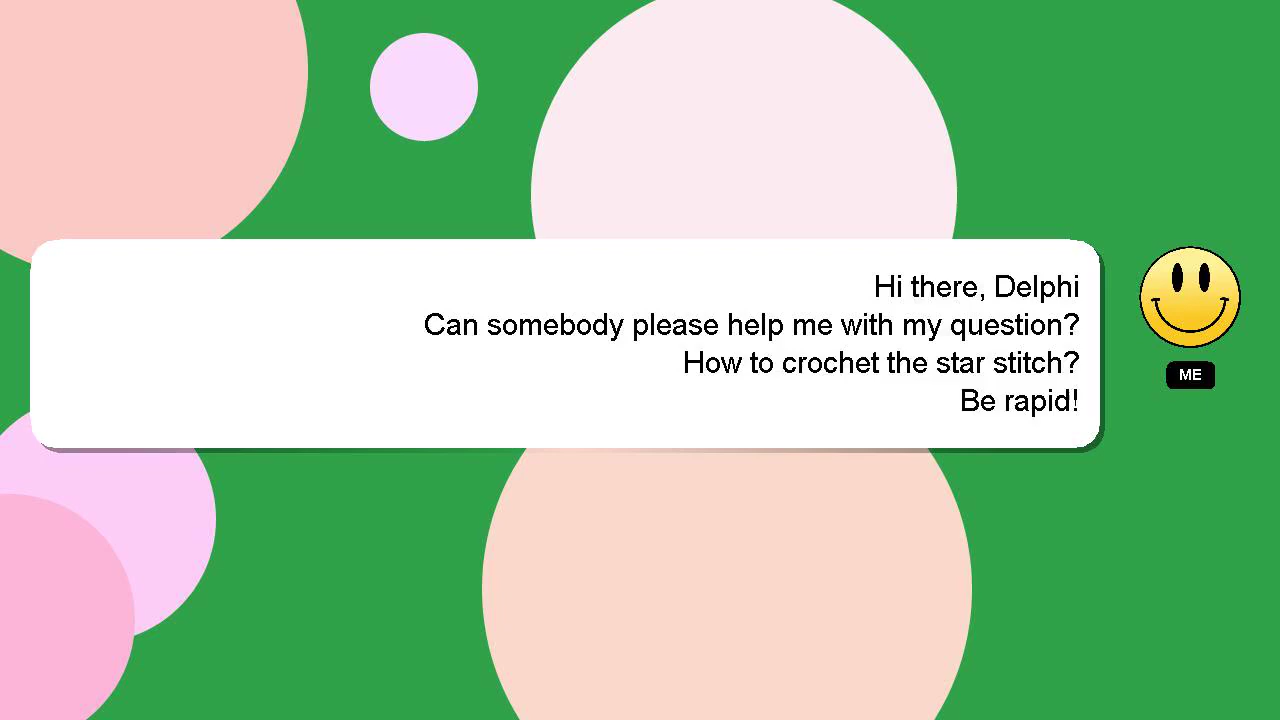 Hi there, Delphi
Can somebody please help me with my question?
How to crochet the star stitch?
Be rapid!
ME